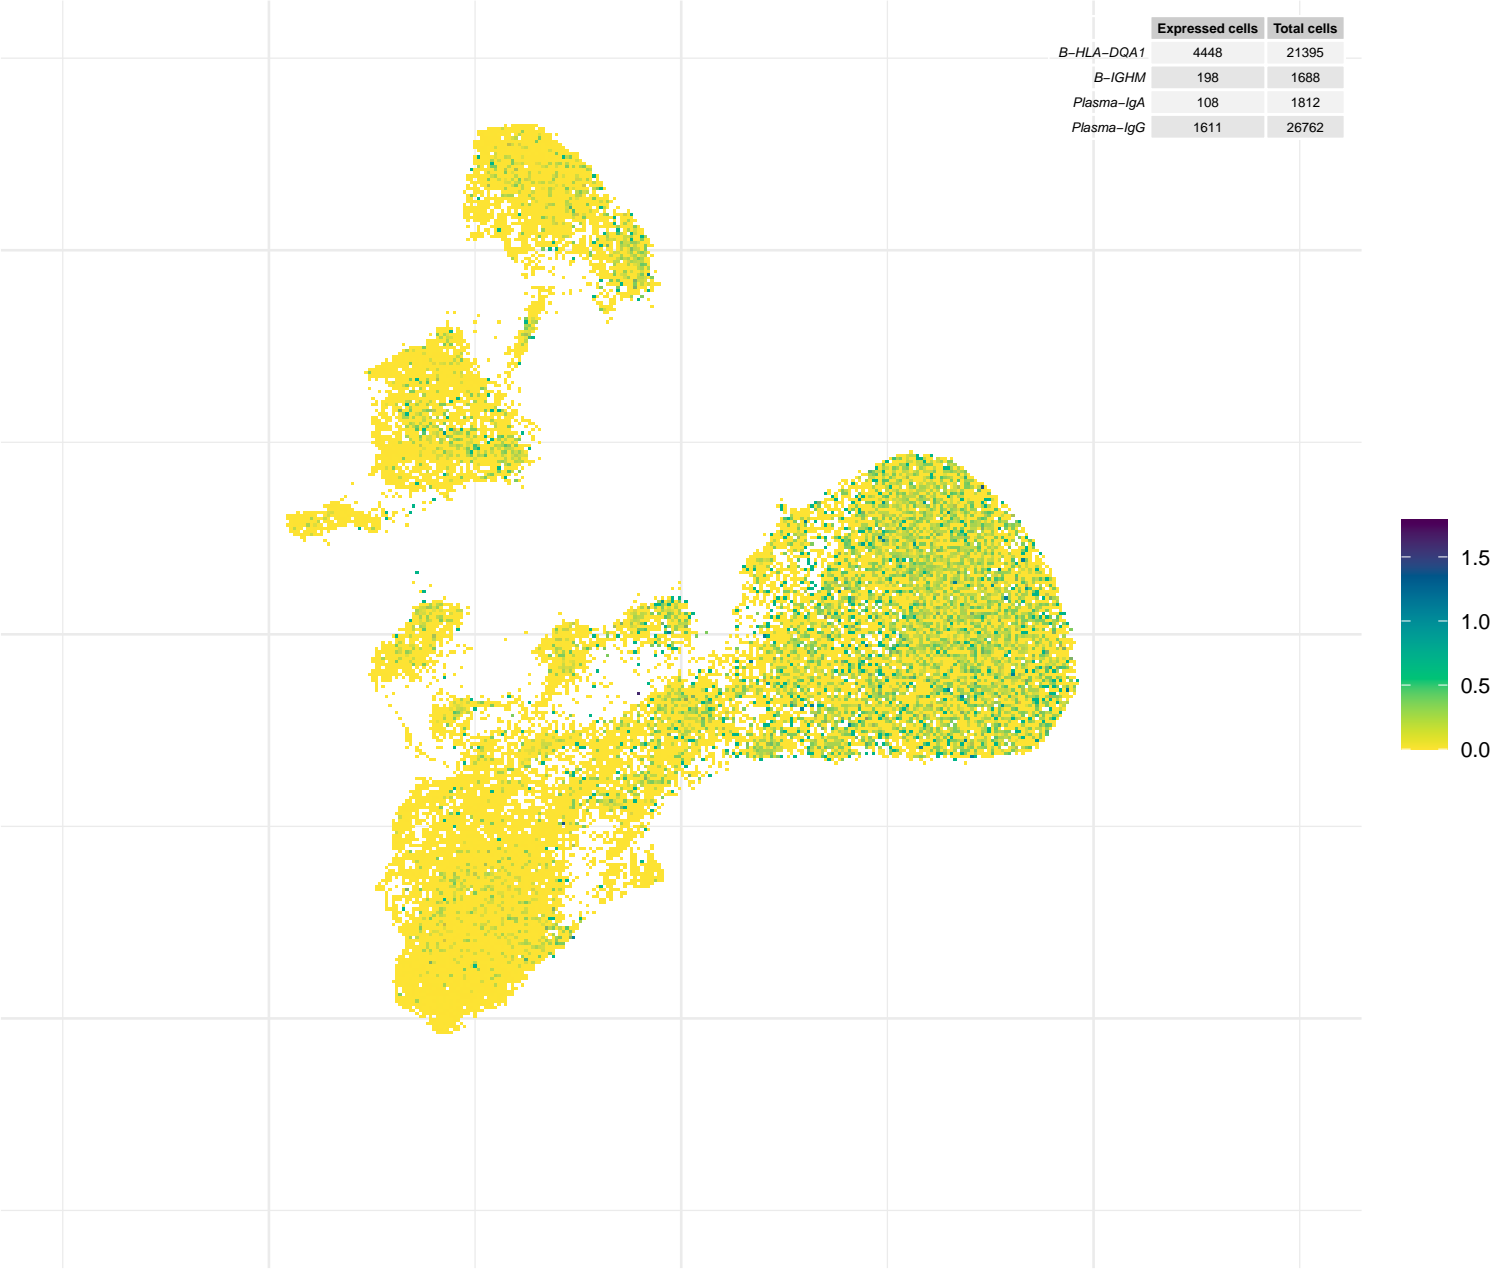 Expressed cells Total cells
B−HLA−DQA1 4448 21395
B−IGHM 198 1688
Plasma−IgA 108 1812
Plasma−IgG 1611 26762
1.5
1.0
0.5
0.0